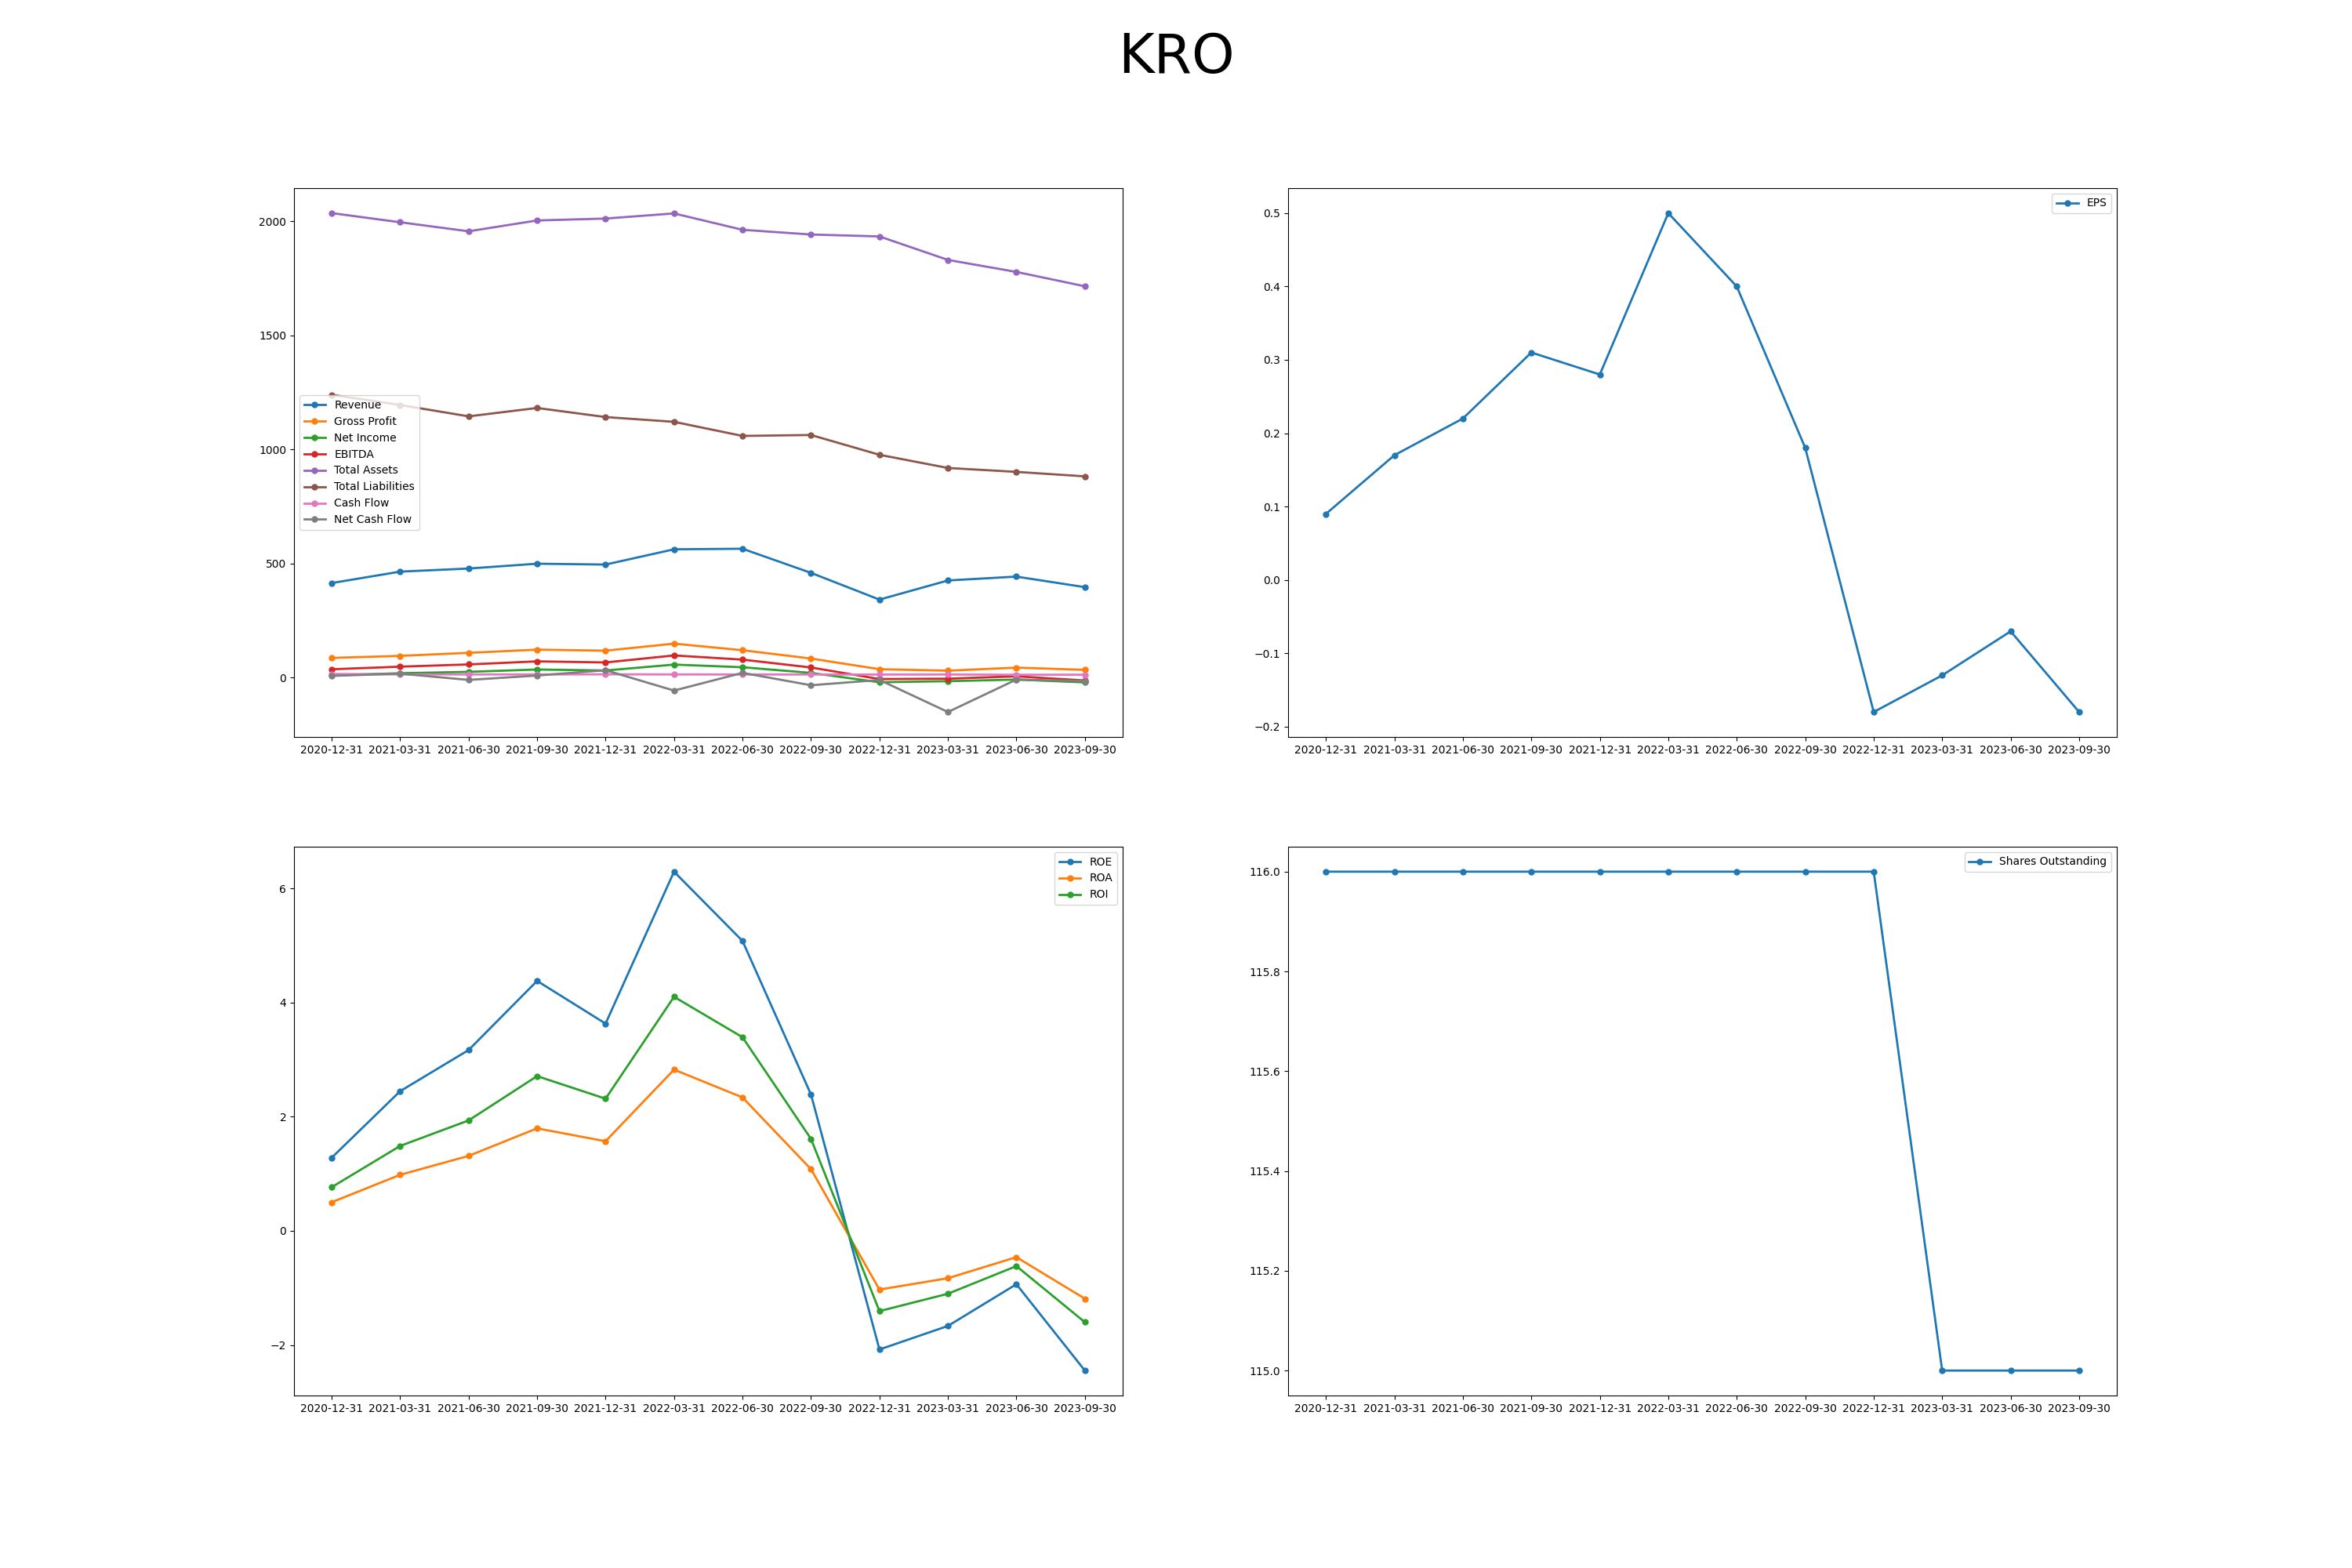 KRO
2000
1500
1000
500
0
Revenue
Gross Profit
Net Income
EBITDA
Total Assets
Total Liabilities
Cash Flow
Net Cash Flow
2020-12-31 2021-03-31 2021-06-30 2021-09-30 2021-12-31 2022-03-31 2022-06-30 2022-09-30 2022-12-31 2023-03-31 2023-06-30 2023-09-30
EPS
0.5
0.4
0.3
0.2
0.1
0.0
−0.1
−0.2
2020-12-31 2021-03-31 2021-06-30 2021-09-30 2021-12-31 2022-03-31 2022-06-30 2022-09-30 2022-12-31 2023-03-31 2023-06-30 2023-09-30
ROE
ROA
ROI
6
4
2
0
−2
2020-12-31 2021-03-31 2021-06-30 2021-09-30 2021-12-31 2022-03-31 2022-06-30 2022-09-30 2022-12-31 2023-03-31 2023-06-30 2023-09-30
Shares Outstanding
116.0
115.8
115.6
115.4
115.2
115.0
2020-12-31 2021-03-31 2021-06-30 2021-09-30 2021-12-31 2022-03-31 2022-06-30 2022-09-30 2022-12-31 2023-03-31 2023-06-30 2023-09-30